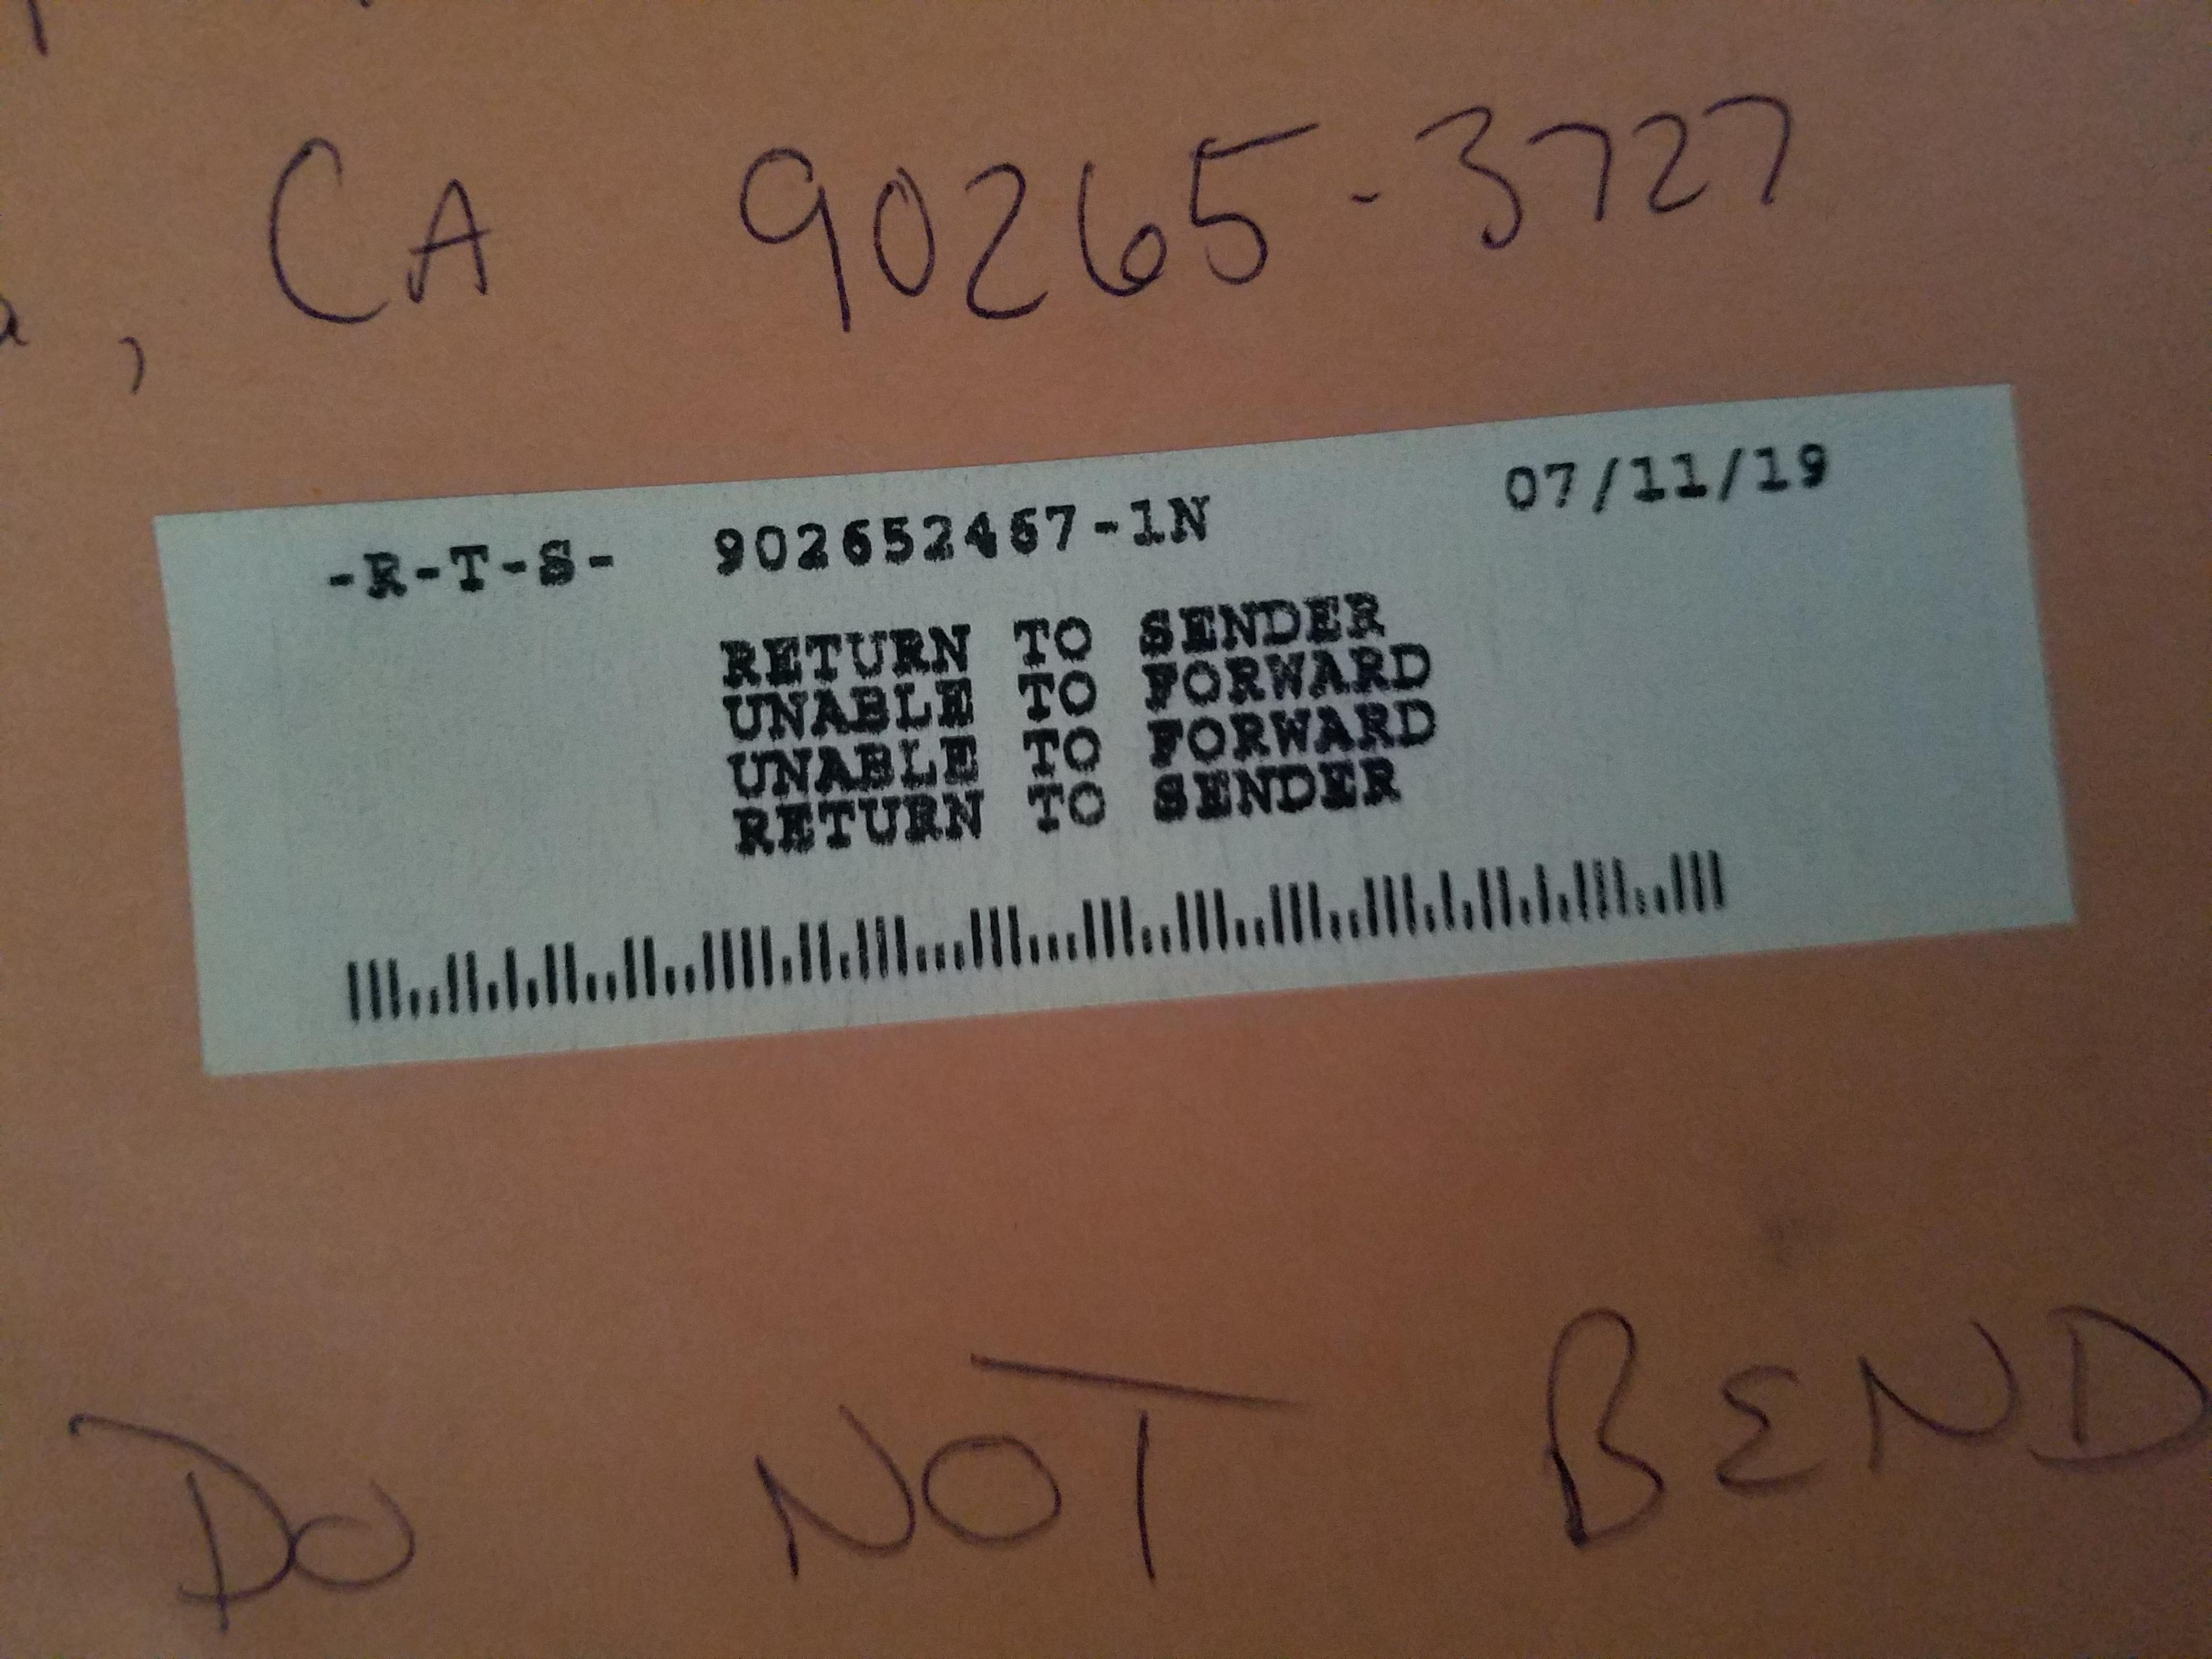 , CA 90265-3727
-R-T-S- 902652467-1N 07/11/19
RETURN TO SENDER
UNABLE TO FORWARD
UNABLE TO FORWARD
RETURN TO SENDER
DO NOT BEND